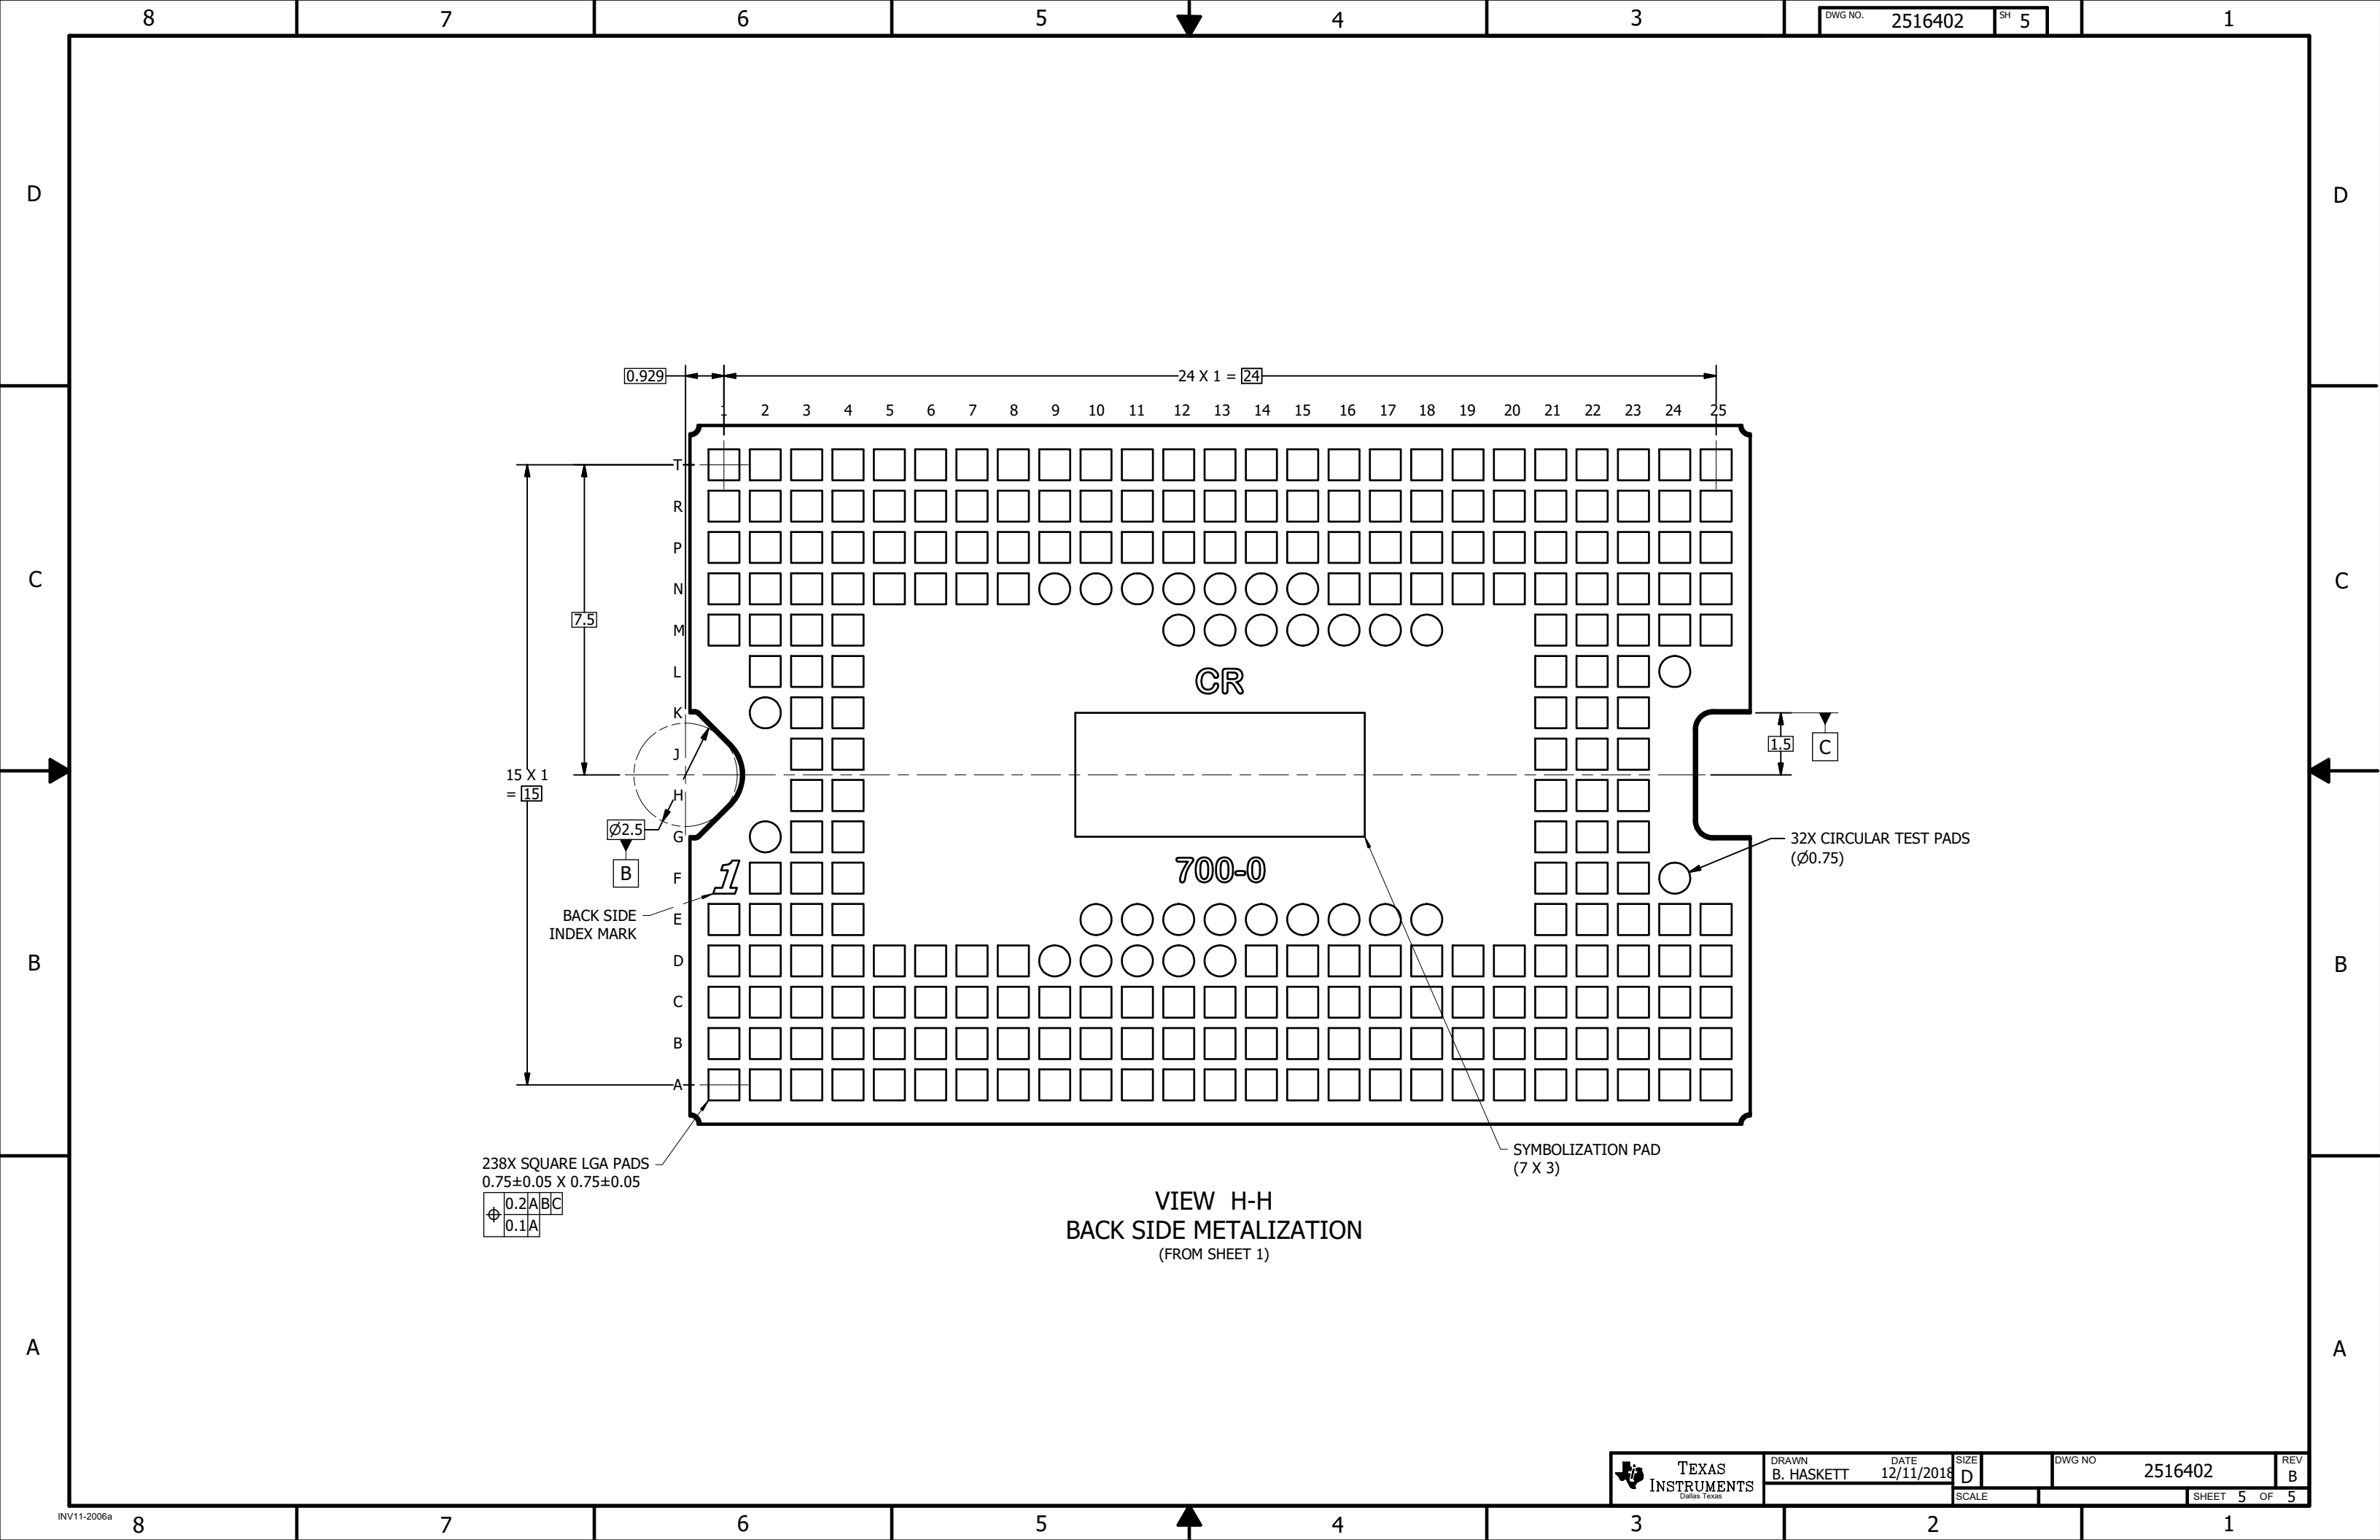 8 7 6 5 4 3 1
DWG NO. 2516402 SH 5
D D
0.929 24 X 1 = 24
1 2 3 4 5 6 7 8 9 10 11 12 13 14 15 16 17 18 19 20 21 22 23 24 25
T
R
P
C C
N
7.5
M
L
CR
K
1.5 C
J
15 X 1
= 15
H
Ø2.5
G
32X CIRCULAR TEST PADS
(Ø0.75)
B
700-0
F
1
BACK SIDE
INDEX MARK
E
D
B B
C
B
A
238X SQUARE LGA PADS
0.75±0.05 X 0.75±0.05
⌖ 0.2 A B C
0.1 A
SYMBOLIZATION PAD
(7 X 3)
VIEW H-H
BACK SIDE METALIZATION
(FROM SHEET 1)
A A
TEXAS
INSTRUMENTS
Dallas Texas
DRAWN
B. HASKETT
DATE
12/11/2018
SIZE
D
DWG NO
2516402
REV
B
SCALE
SHEET 5 OF 5
INV11-2006a
8 7 6 5 4 3 2 1